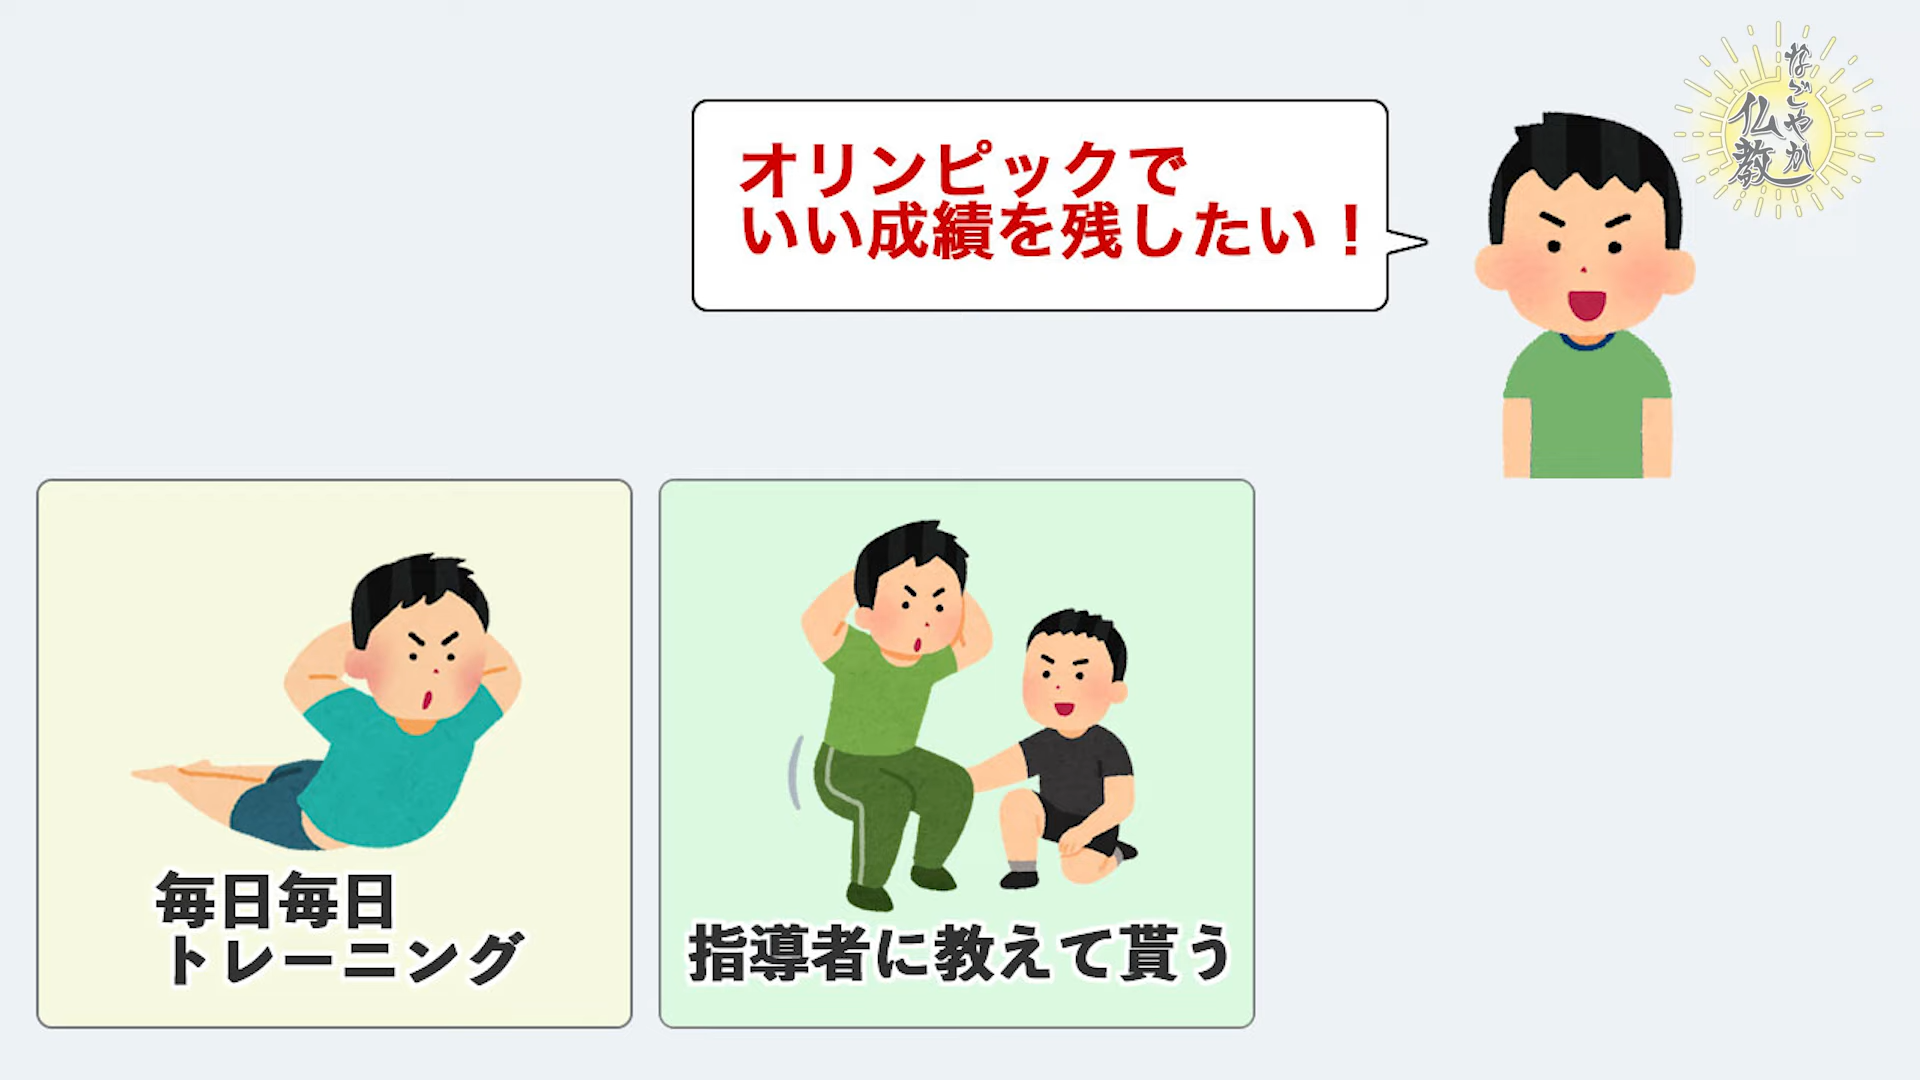 なごやか
仏教
オリンピックで
いい成績を残したい！
毎日毎日
トレーニング
指導者に教えて貰う